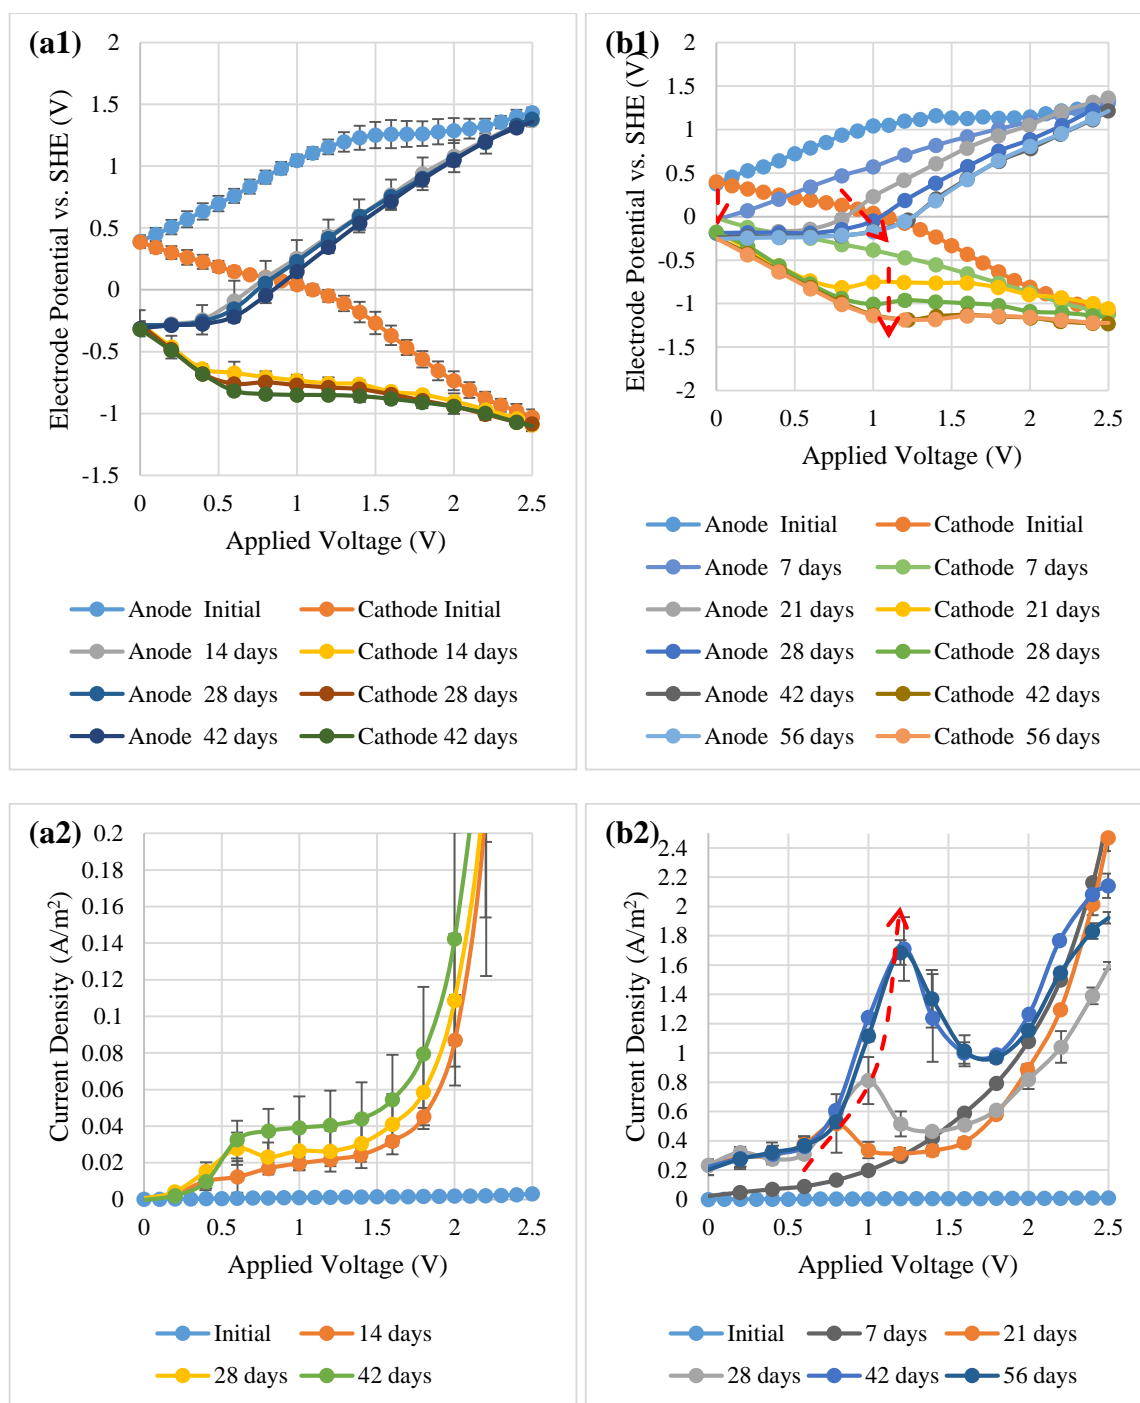 (a1)
Electrode Potential vs. SHE (V)
2
1.5
1
0.5
0
-0.5
-1
-1.5
0
0.5
1
1.5
2
2.5
Applied Voltage (V)
Anode Initial
Cathode Initial
Anode 14 days
Cathode 14 days
Anode 28 days
Cathode 28 days
Anode 42 days
Cathode 42 days
(b1)
Electrode Potential vs. SHE (V)
2
1.5
1
0.5
0
-0.5
-1
-1.5
-2
0
0.5
1
1.5
2
2.5
Applied Voltage (V)
Anode Initial
Cathode Initial
Anode 7 days
Cathode 7 days
Anode 21 days
Cathode 21 days
Anode 28 days
Cathode 28 days
Anode 42 days
Cathode 42 days
Anode 56 days
Cathode 56 days
(a2)
Current Density (A/m²)
0.2
0.18
0.16
0.14
0.12
0.1
0.08
0.06
0.04
0.02
0
0
0.5
1
1.5
2
2.5
Applied Voltage (V)
Initial
14 days
28 days
42 days
(b2)
Current Density (A/m²)
2.4
2.2
2
1.8
1.6
1.4
1.2
1
0.8
0.6
0.4
0.2
0
0
0.5
1
1.5
2
2.5
Applied Voltage (V)
Initial
7 days
21 days
28 days
42 days
56 days